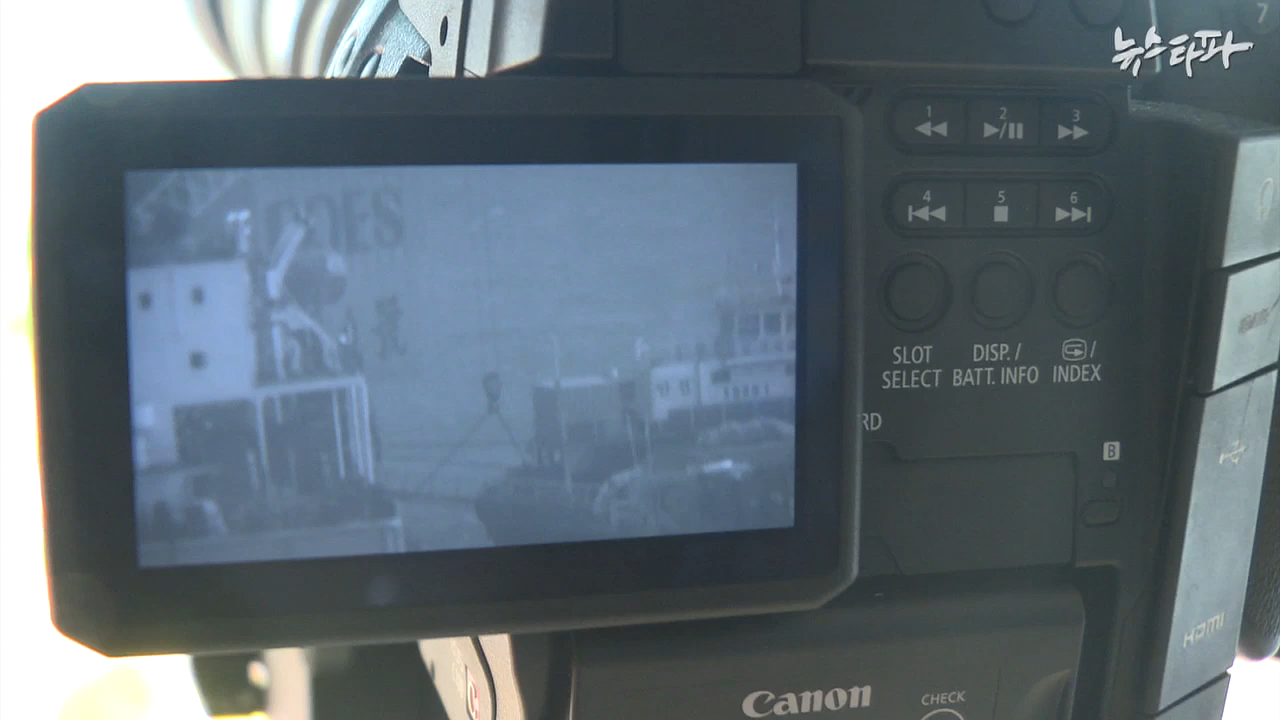 뉴스타파
7
1 2 3
4 5 6
SLOT SELECT
DISP. / BATT. INFO
/ INDEX
RD
B
HDMI
Canon
CHECK